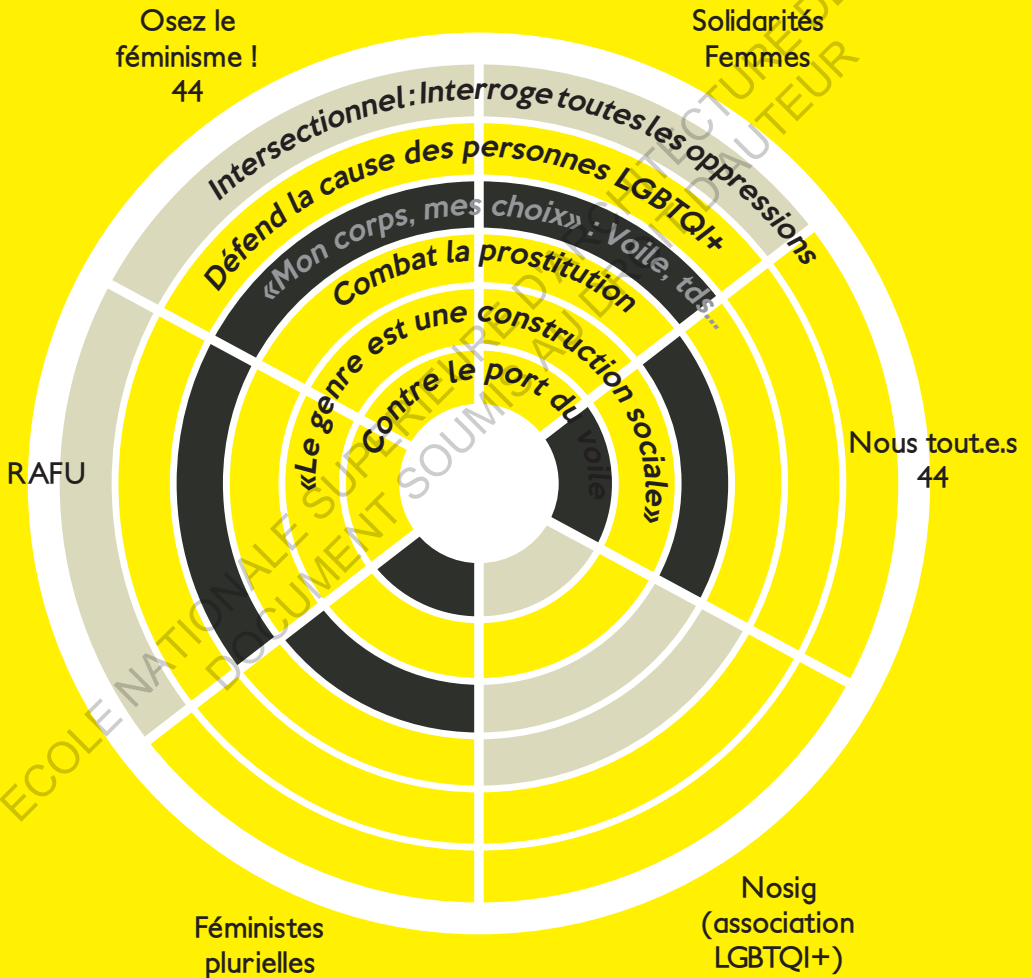 Osez le
féminisme !
44
Solidarités
Femmes
Intersectionnel : Interroge toutes les oppressions
Défend la cause des personnes LGBTQI+
«Mon corps, mes choix» : Voile, tds...
Combat la prostitution
«Le genre est une construction sociale»
Contre le port du voile
RAFU
Nous tout.e.s
44
Féministes
plurielles
Nosig
(association
LGBTQI+)
ECOLE NATIONALE SUPERIEURE D'ARCHITECTURE DE
DOCUMENT SOUMIS AU DROIT D'AUTEUR